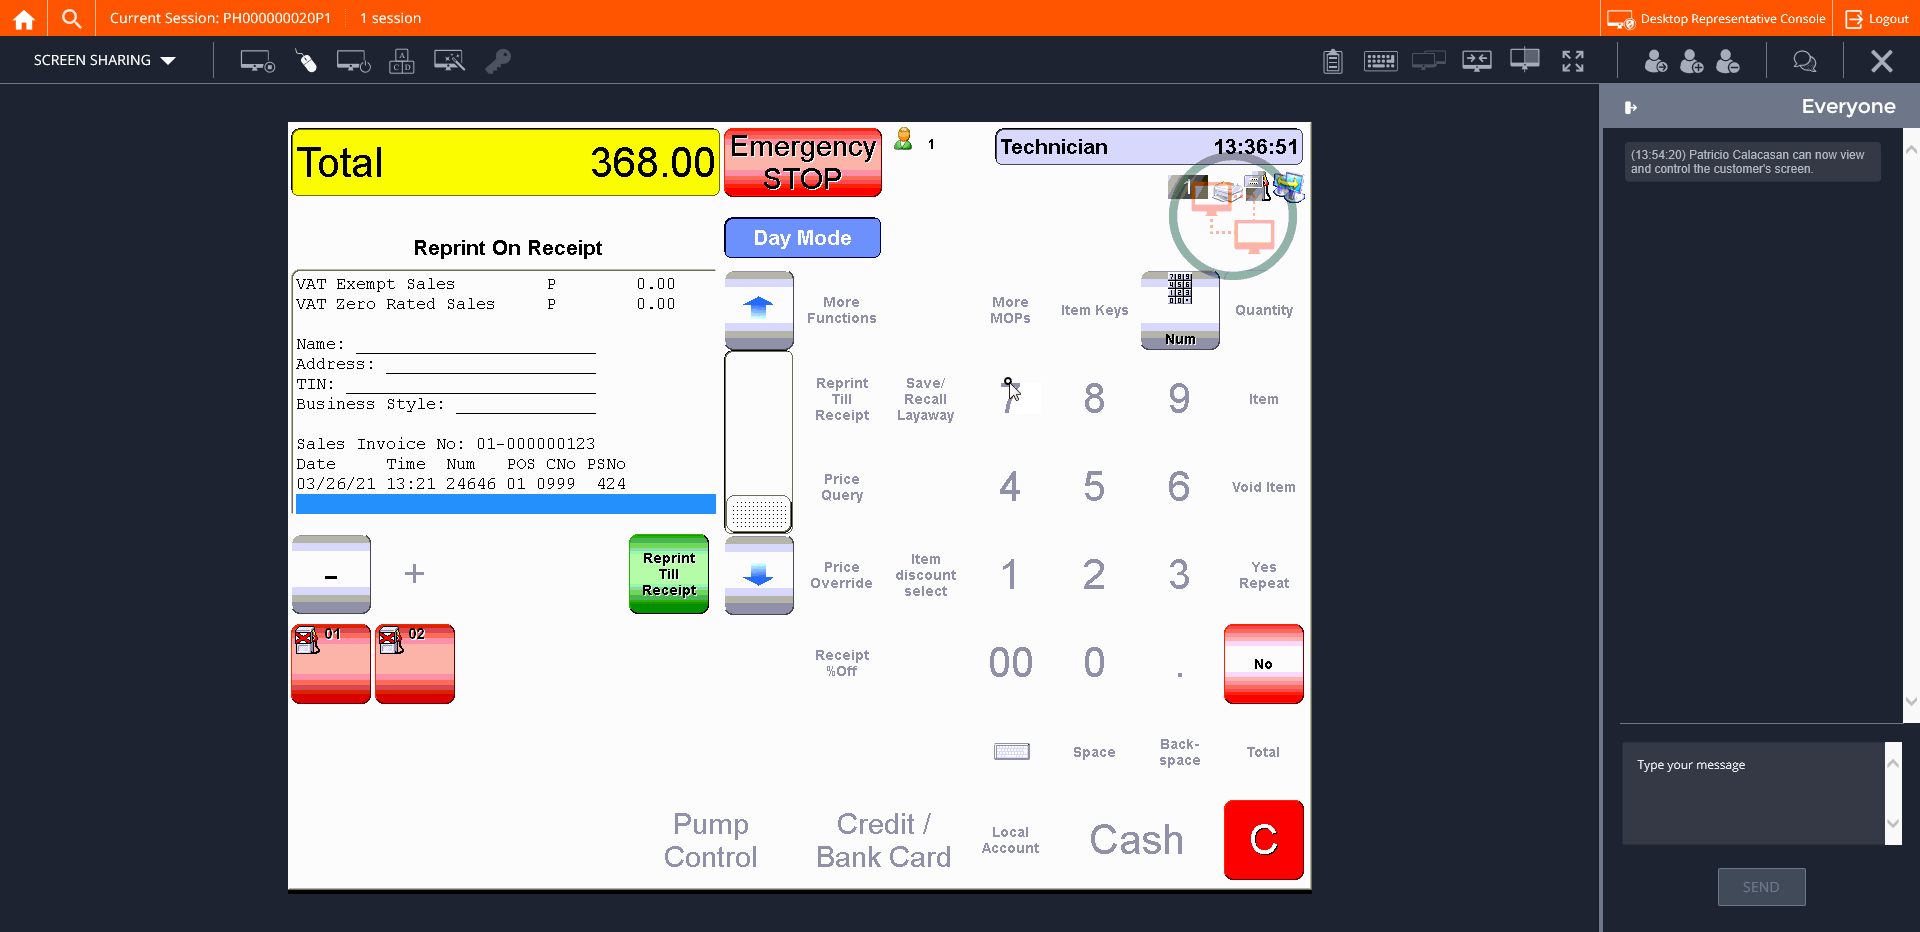 Current Session: PH000000020P1
1 session
Desktop Representative Console
Logout
SCREEN SHARING
A
C D
Everyone
(13:54:20) Patricio Calacasan can now view
and control the customer's screen.
Type your message
SEND
Total 368.00
Emergency
STOP
1
Technician 13:36:51
1
Day Mode
Reprint On Receipt
VAT Exempt Sales P 0.00
VAT Zero Rated Sales P 0.00
Name:
Address:
TIN:
Business Style:
Sales Invoice No: 01-000000123
Date Time Num POS CNo PSNo
03/26/21 13:21 24646 01 0999 424
-
+
Reprint
Till
Receipt
01
02
More
Functions
More
MOPs
Item Keys
Num
Quantity
Reprint
Till
Receipt
Save/
Recall
Layaway
7
8
9
Item
Price
Query
4
5
6
Void Item
Price
Override
Item
discount
select
1
2
3
Yes
Repeat
Receipt
%Off
00
0
.
No
Space
Back-
space
Total
Pump
Control
Credit /
Bank Card
Local
Account
Cash
C